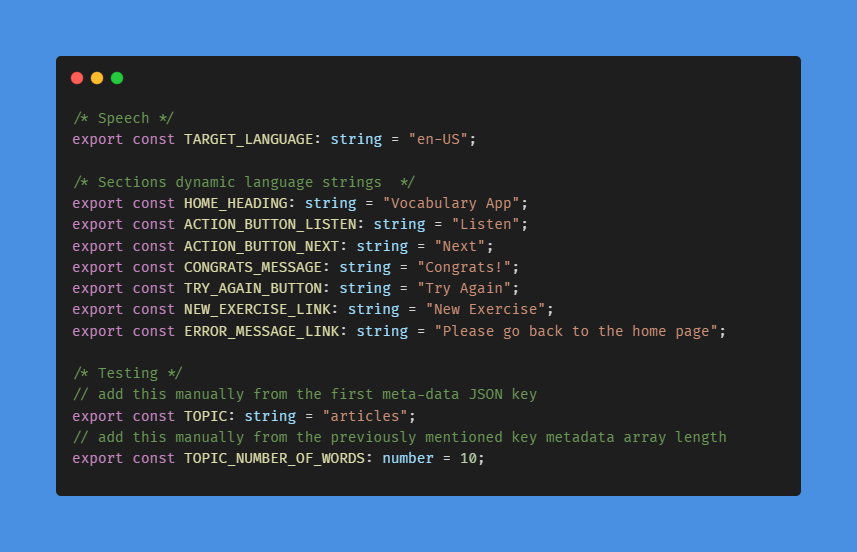 /* Speech */
export const TARGET_LANGUAGE: string = "en-US";
/* Sections dynamic language strings  */
export const HOME_HEADING: string = "Vocabulary App";
export const ACTION_BUTTON_LISTEN: string = "Listen";
export const ACTION_BUTTON_NEXT: string = "Next";
export const CONGRATS_MESSAGE: string = "Congrats!";
export const TRY_AGAIN_BUTTON: string = "Try Again";
export const NEW_EXERCISE_LINK: string = "New Exercise";
export const ERROR_MESSAGE_LINK: string = "Please go back to the home page";
/* Testing */
// add this manually from the first meta-data JSON key
export const TOPIC: string = "articles";
// add this manually from the previously mentioned key metadata array length
export const TOPIC_NUMBER_OF_WORDS: number = 10;